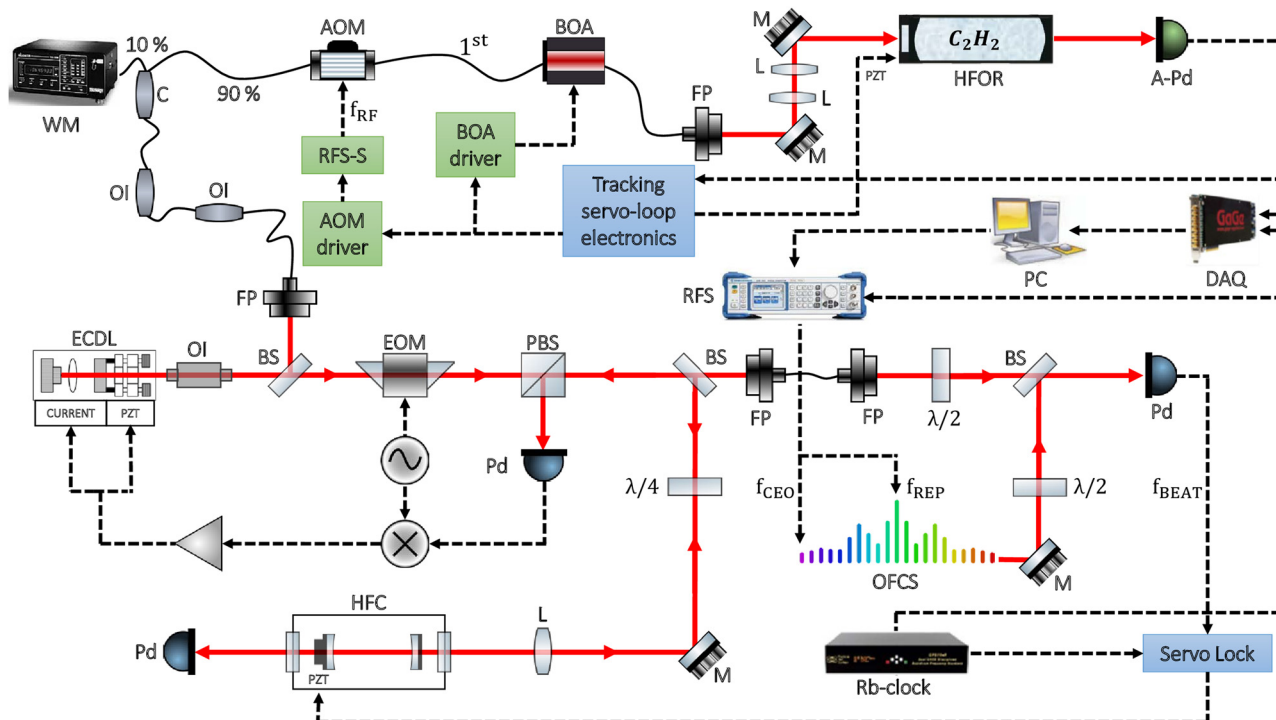 10 %
AOM
1st
BOA
M
C₂H₂
L
PZT
HFOR
A-Pd
WM
C
90 %
fRF
FP
L
M
RFS-S
BOA
driver
OI
OI
AOM
driver
Tracking
servo-loop
electronics
GaGe
PC
DAQ
FP
RFS
ECDL
OI
BS
EOM
PBS
BS
FP
FP
λ/2
BS
Pd
CURRENT
PZT
Pd
λ/4
fCEO
fREP
λ/2
fBEAT
OFCS
M
HFC
L
Pd
PZT
M
Rb-clock
Servo Lock